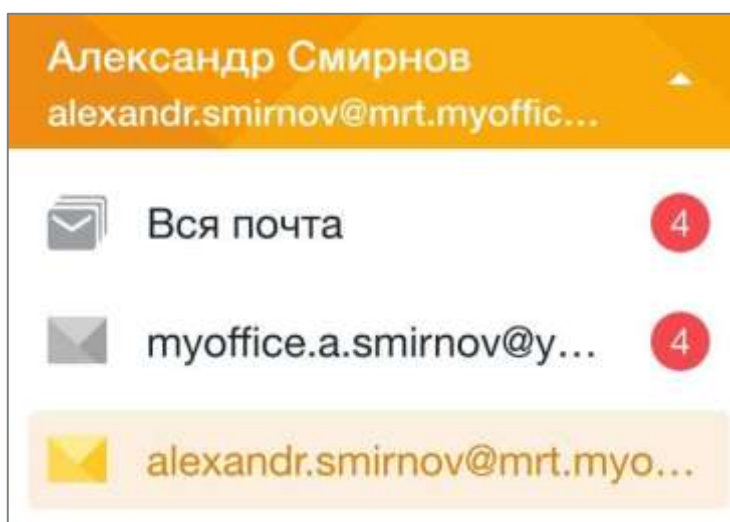 Александр Смирнов
alexandr.smirnov@mrt.myoffic...
Вся почта 4
myoffice.a.smirnov@y... 4
alexandr.smirnov@mrt.myo...